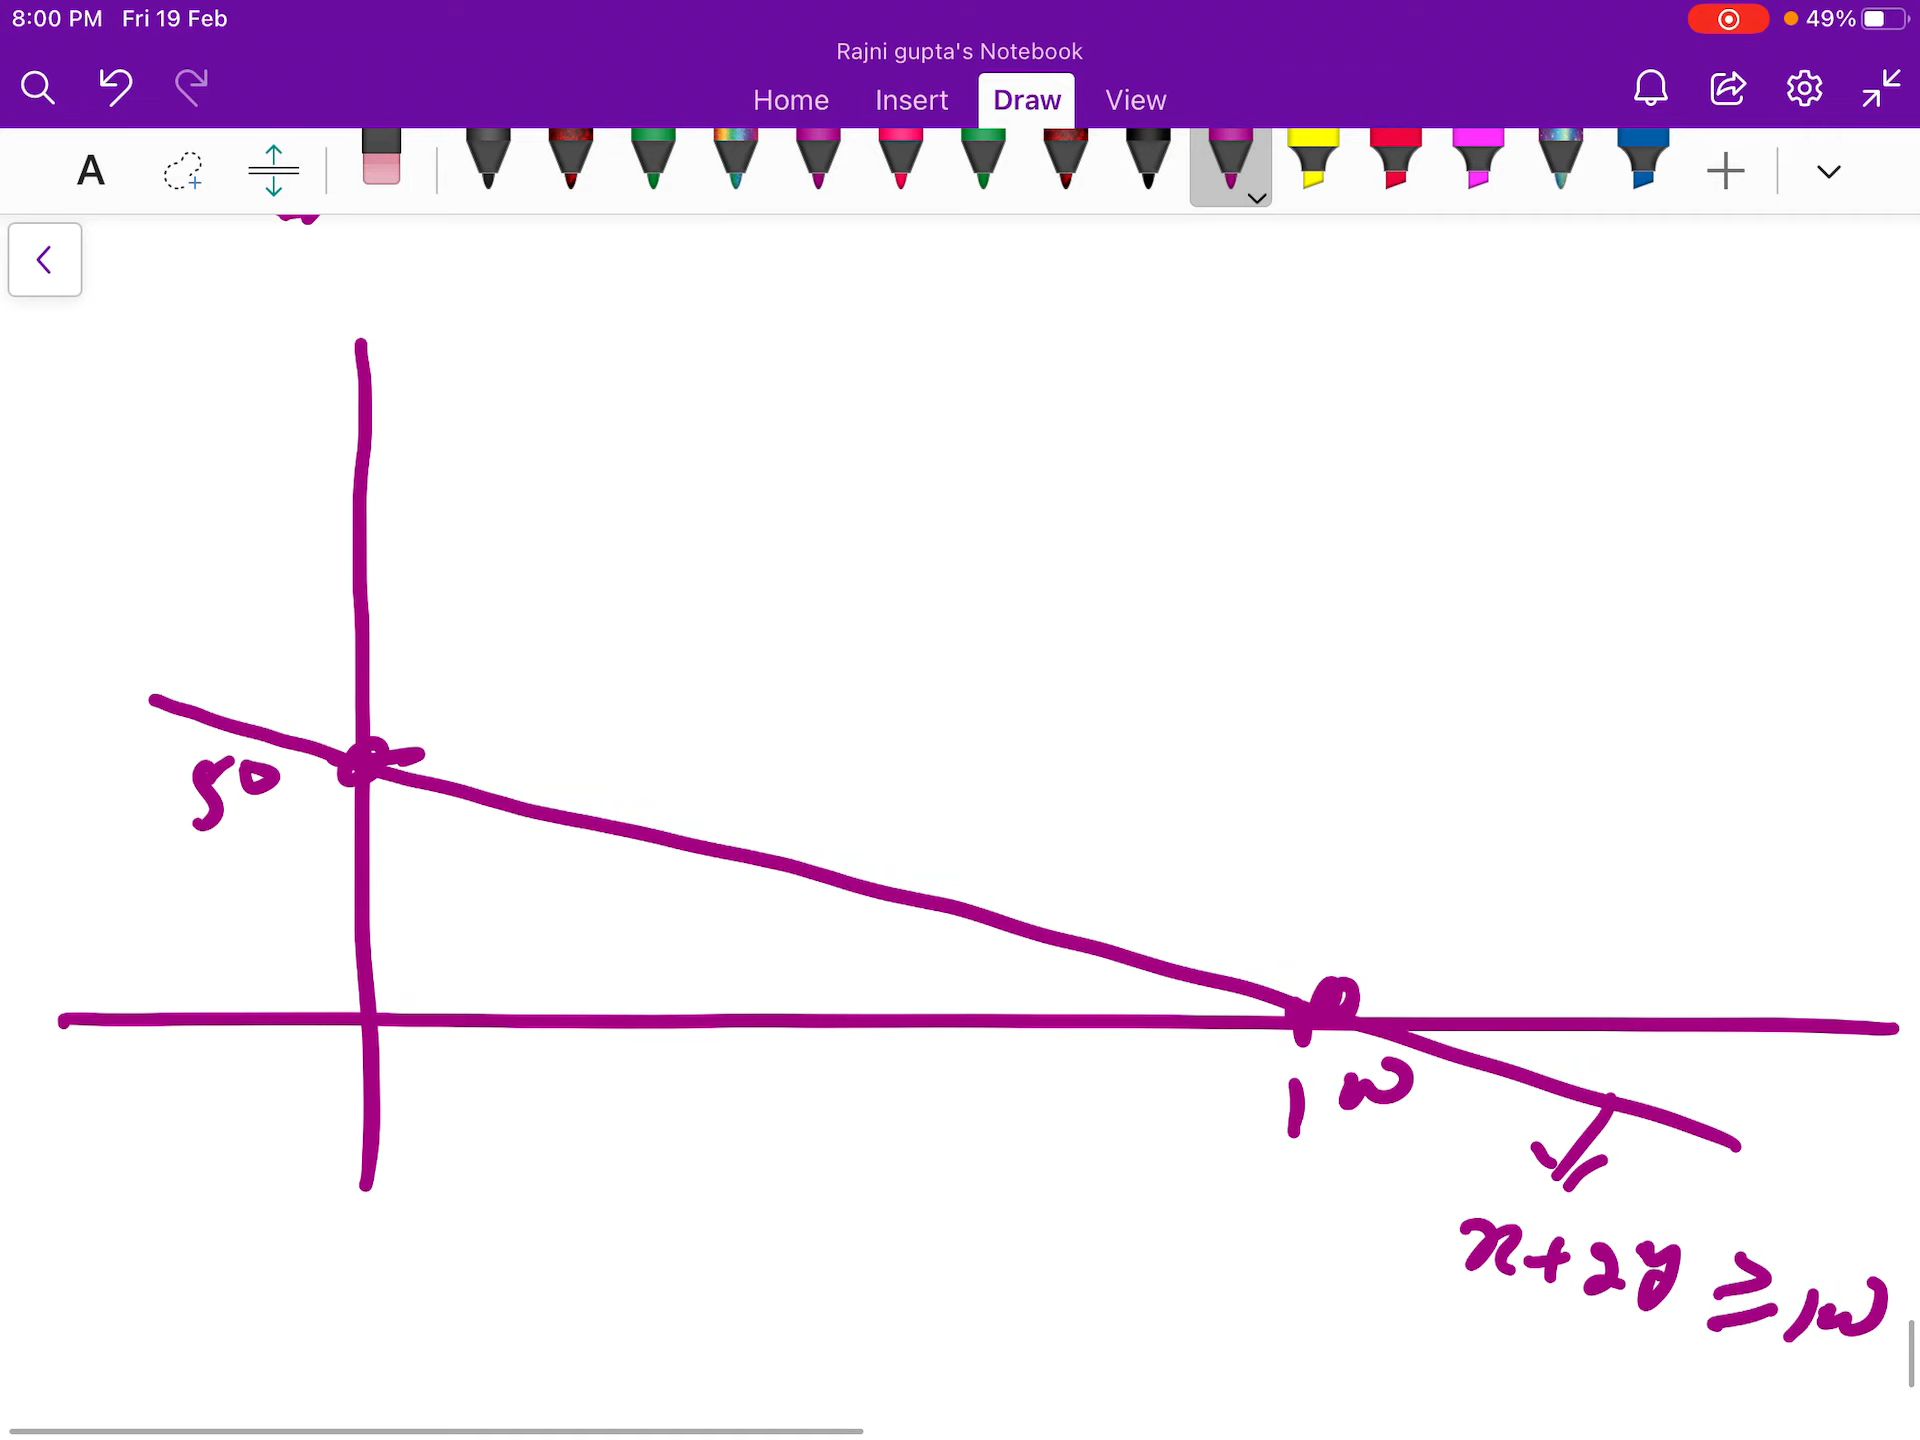 8:00 PM Fri 19 Feb
49%
Rajni gupta's Notebook
Home Insert Draw View
A
50
100
x+2y ≥ 100